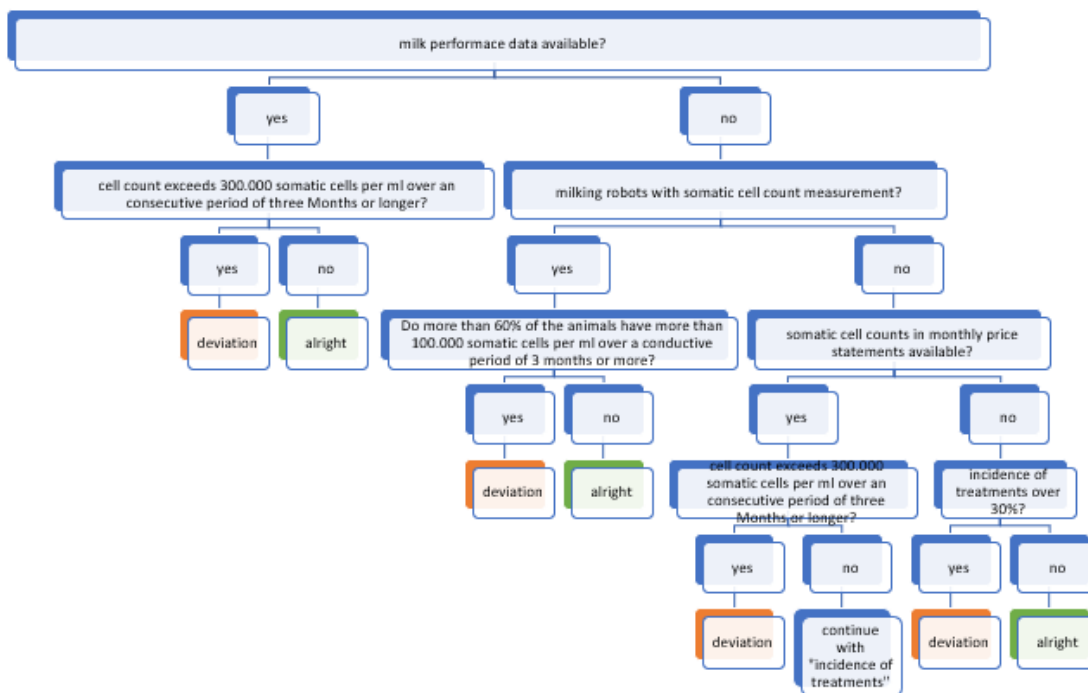 milk performace data available?
yes
no
cell count exceeds 300.000 somatic cells per ml over an
consecutive period of three Months or longer?
milking robots with somatic cell count measurement?
yes
no
yes
no
deviation
alright
Do more than 60% of the animals have more than
100.000 somatic cells per ml over a conductive
period of 3 months or more?
somatic cell counts in monthly price
statements available?
yes
no
yes
no
deviation
alright
cell count exceeds 300.000
somatic cells per ml over an
consecutive period of three
Months or longer?
incidence of
treatments over
30%?
yes
no
yes
no
deviation
continue
with
"incidence of
treatments"
deviation
alright